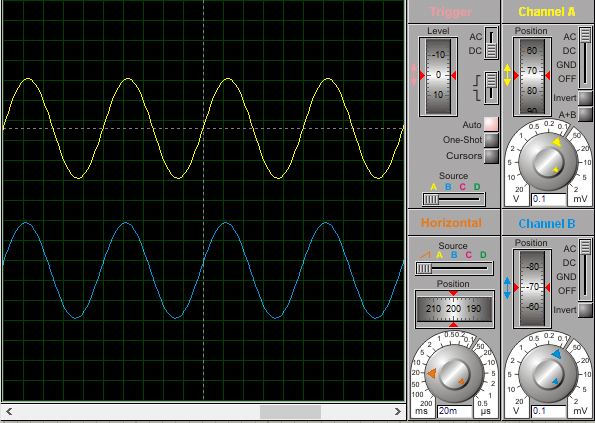 Trigger
Level
-10
0
10
AC
DC
Auto
One-Shot
Cursors
Source
A B C D
Channel A
Position
60
70
80
90
AC
DC
GND
OFF
Invert
A+B
20 10 5 2 1 0.5 0.2 0.1 50 20 10 5 2
V 0.1 mV
Horizontal
Source
A B C D
Position
210 200 190
200 100 50 20 10 5 2 1 0.5 0.2 0.1 50 20 10 5 2 1 0.5
ms 20m µs
Channel B
Position
-80
-70
-60
AC
DC
GND
OFF
Invert
20 10 5 2 1 0.5 0.2 0.1 50 20 10 5 2
V 0.1 mV